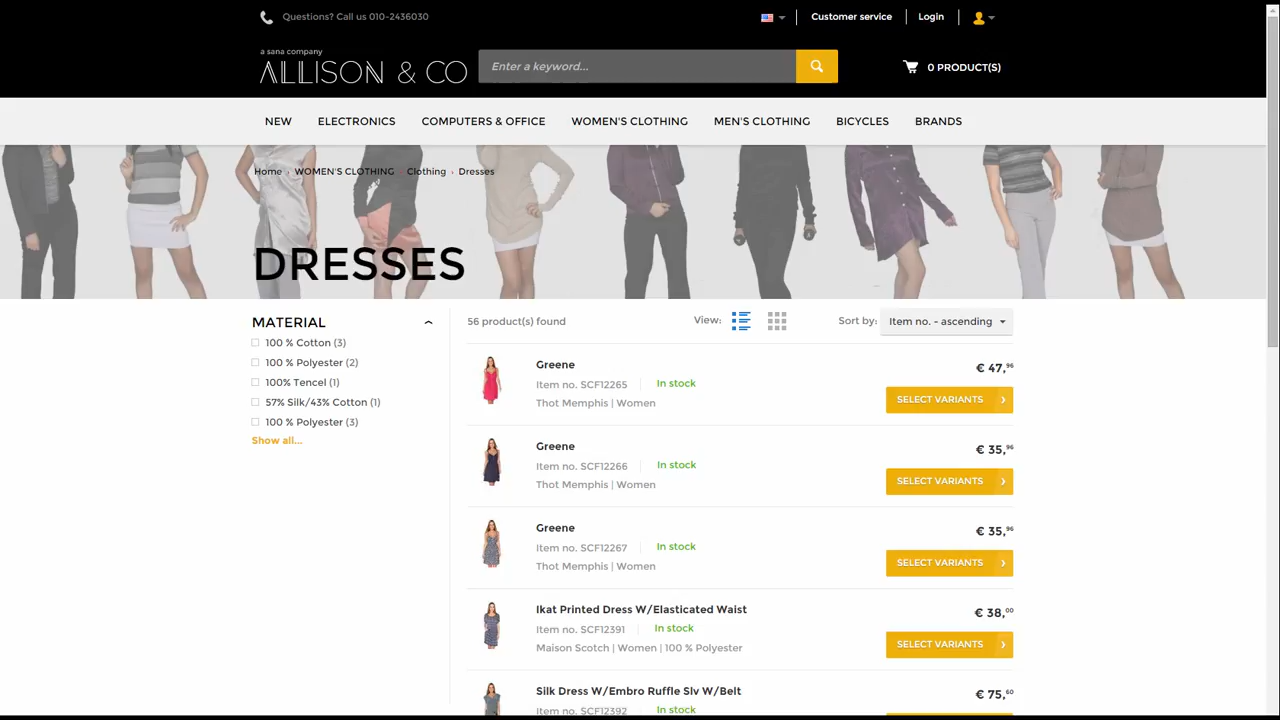 Questions? Call us 010-2436030
Customer service
Login
a sana company
ALLISON & CO
Enter a keyword...
0 PRODUCT(S)
NEW
ELECTRONICS
COMPUTERS & OFFICE
WOMEN'S CLOTHING
MEN'S CLOTHING
BICYCLES
BRANDS
Home › WOMEN'S CLOTHING › Clothing › Dresses
DRESSES
MATERIAL
100 % Cotton (3)
100 % Polyester (2)
100% Tencel (1)
57% Silk/43% Cotton (1)
100 % Polyester (3)
Show all...
56 product(s) found
View:
Sort by: Item no. - ascending
Greene
€ 47,96
Item no. SCF12265
In stock
Thot Memphis | Women
SELECT VARIANTS
Greene
€ 35,96
Item no. SCF12266
In stock
Thot Memphis | Women
SELECT VARIANTS
Greene
€ 35,96
Item no. SCF12267
In stock
Thot Memphis | Women
SELECT VARIANTS
Ikat Printed Dress W/Elasticated Waist
€ 38,00
Item no. SCF12391
In stock
Maison Scotch | Women | 100 % Polyester
SELECT VARIANTS
Silk Dress W/Embro Ruffle Slv W/Belt
€ 75,60
Item no. SCF12392
In stock